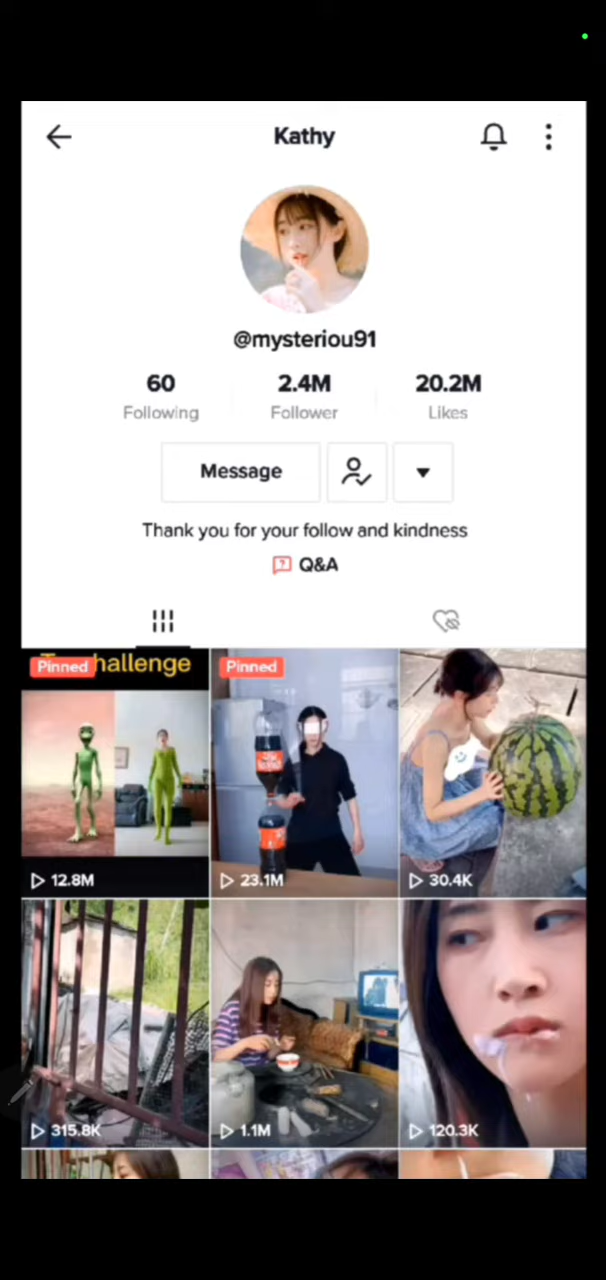 Kathy
@mysteriou91
60 2.4M 20.2M
Following Follower Likes
Message
Thank you for your follow and kindness
Q&A
Pinned hallenge Pinned
12.8M 23.1M 30.4K
315.8K 1.1M 120.3K